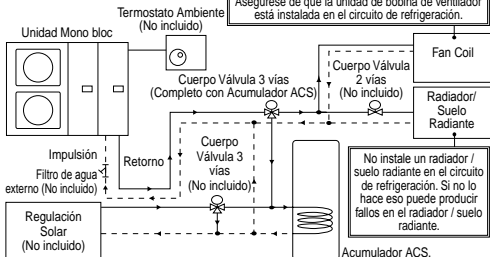 Asegúrese de que la unidad de bobina de ventilador
está instalada en el circuito de refrigeración.
Termostato Ambiente
(No incluido)
Unidad Mono bloc
Fan Coil
Cuerpo Válvula 3 vías
(Completo con Acumulador ACS)
Cuerpo Válvula
2 vías
(No incluido)
Radiador/
Suelo
Radiante
Impulsión
Filtro de agua
externo (No incluido)
Retorno
Cuerpo
Válvula 3
vías
(No incluido)
No instale un radiador /
suelo radiante en el circuito
de refrigeración. Si no lo
hace eso puede producir
fallos en el radiador / suelo
radiante.
Regulación
Solar
(No incluido)
Acumulador ACS.